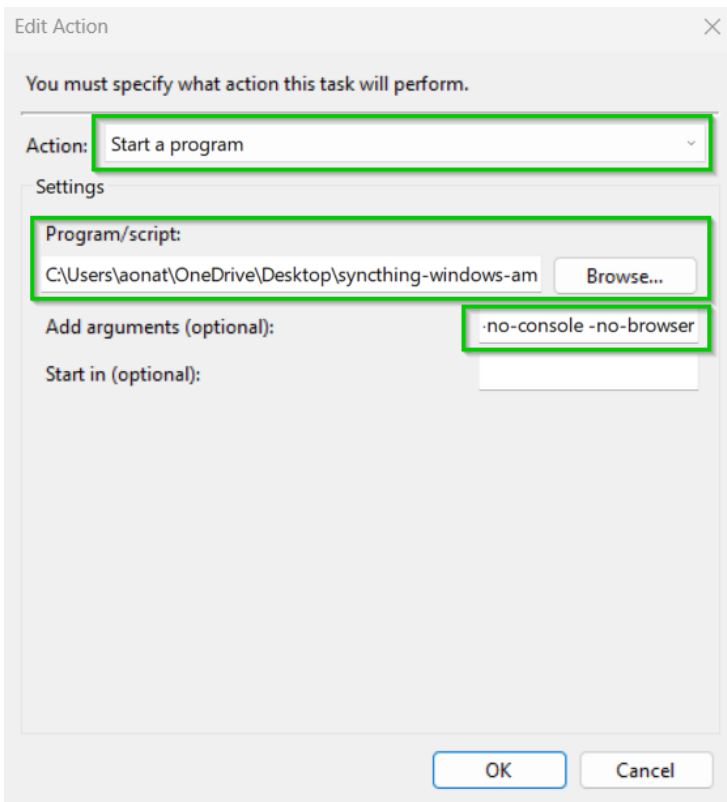 Edit Action
You must specify what action this task will perform.
Action: Start a program
Settings
Program/script:
C:\Users\aonat\OneDrive\Desktop\syncthing-windows-am Browse...
Add arguments (optional): -no-console -no-browser
Start in (optional):
OK Cancel